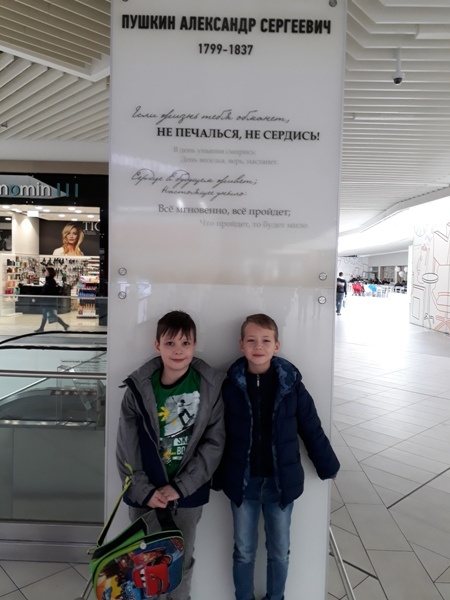 ПУШКИН АЛЕКСАНДР СЕРГЕЕВИЧ
1799-1837
Если жизнь тебя обманет,
НЕ ПЕЧАЛЬСЯ, НЕ СЕРДИСЬ!
В день уныния смирись:
День веселья, верь, настанет.
Сердце в будущем живет;
Настоящее уныло:
Всё мгновенно, всё пройдет;
Что пройдет, то будет мило.
nomin